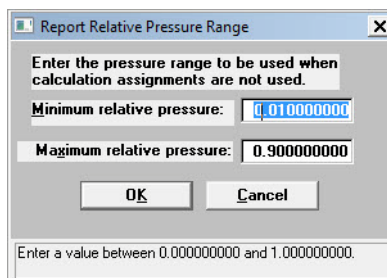 Report Relative Pressure Range
Enter the pressure range to be used when
calculation assignments are not used.
Minimum relative pressure: 0.010000000
Maximum relative pressure: 0.900000000
OK Cancel
Enter a value between 0.000000000 and 1.000000000.